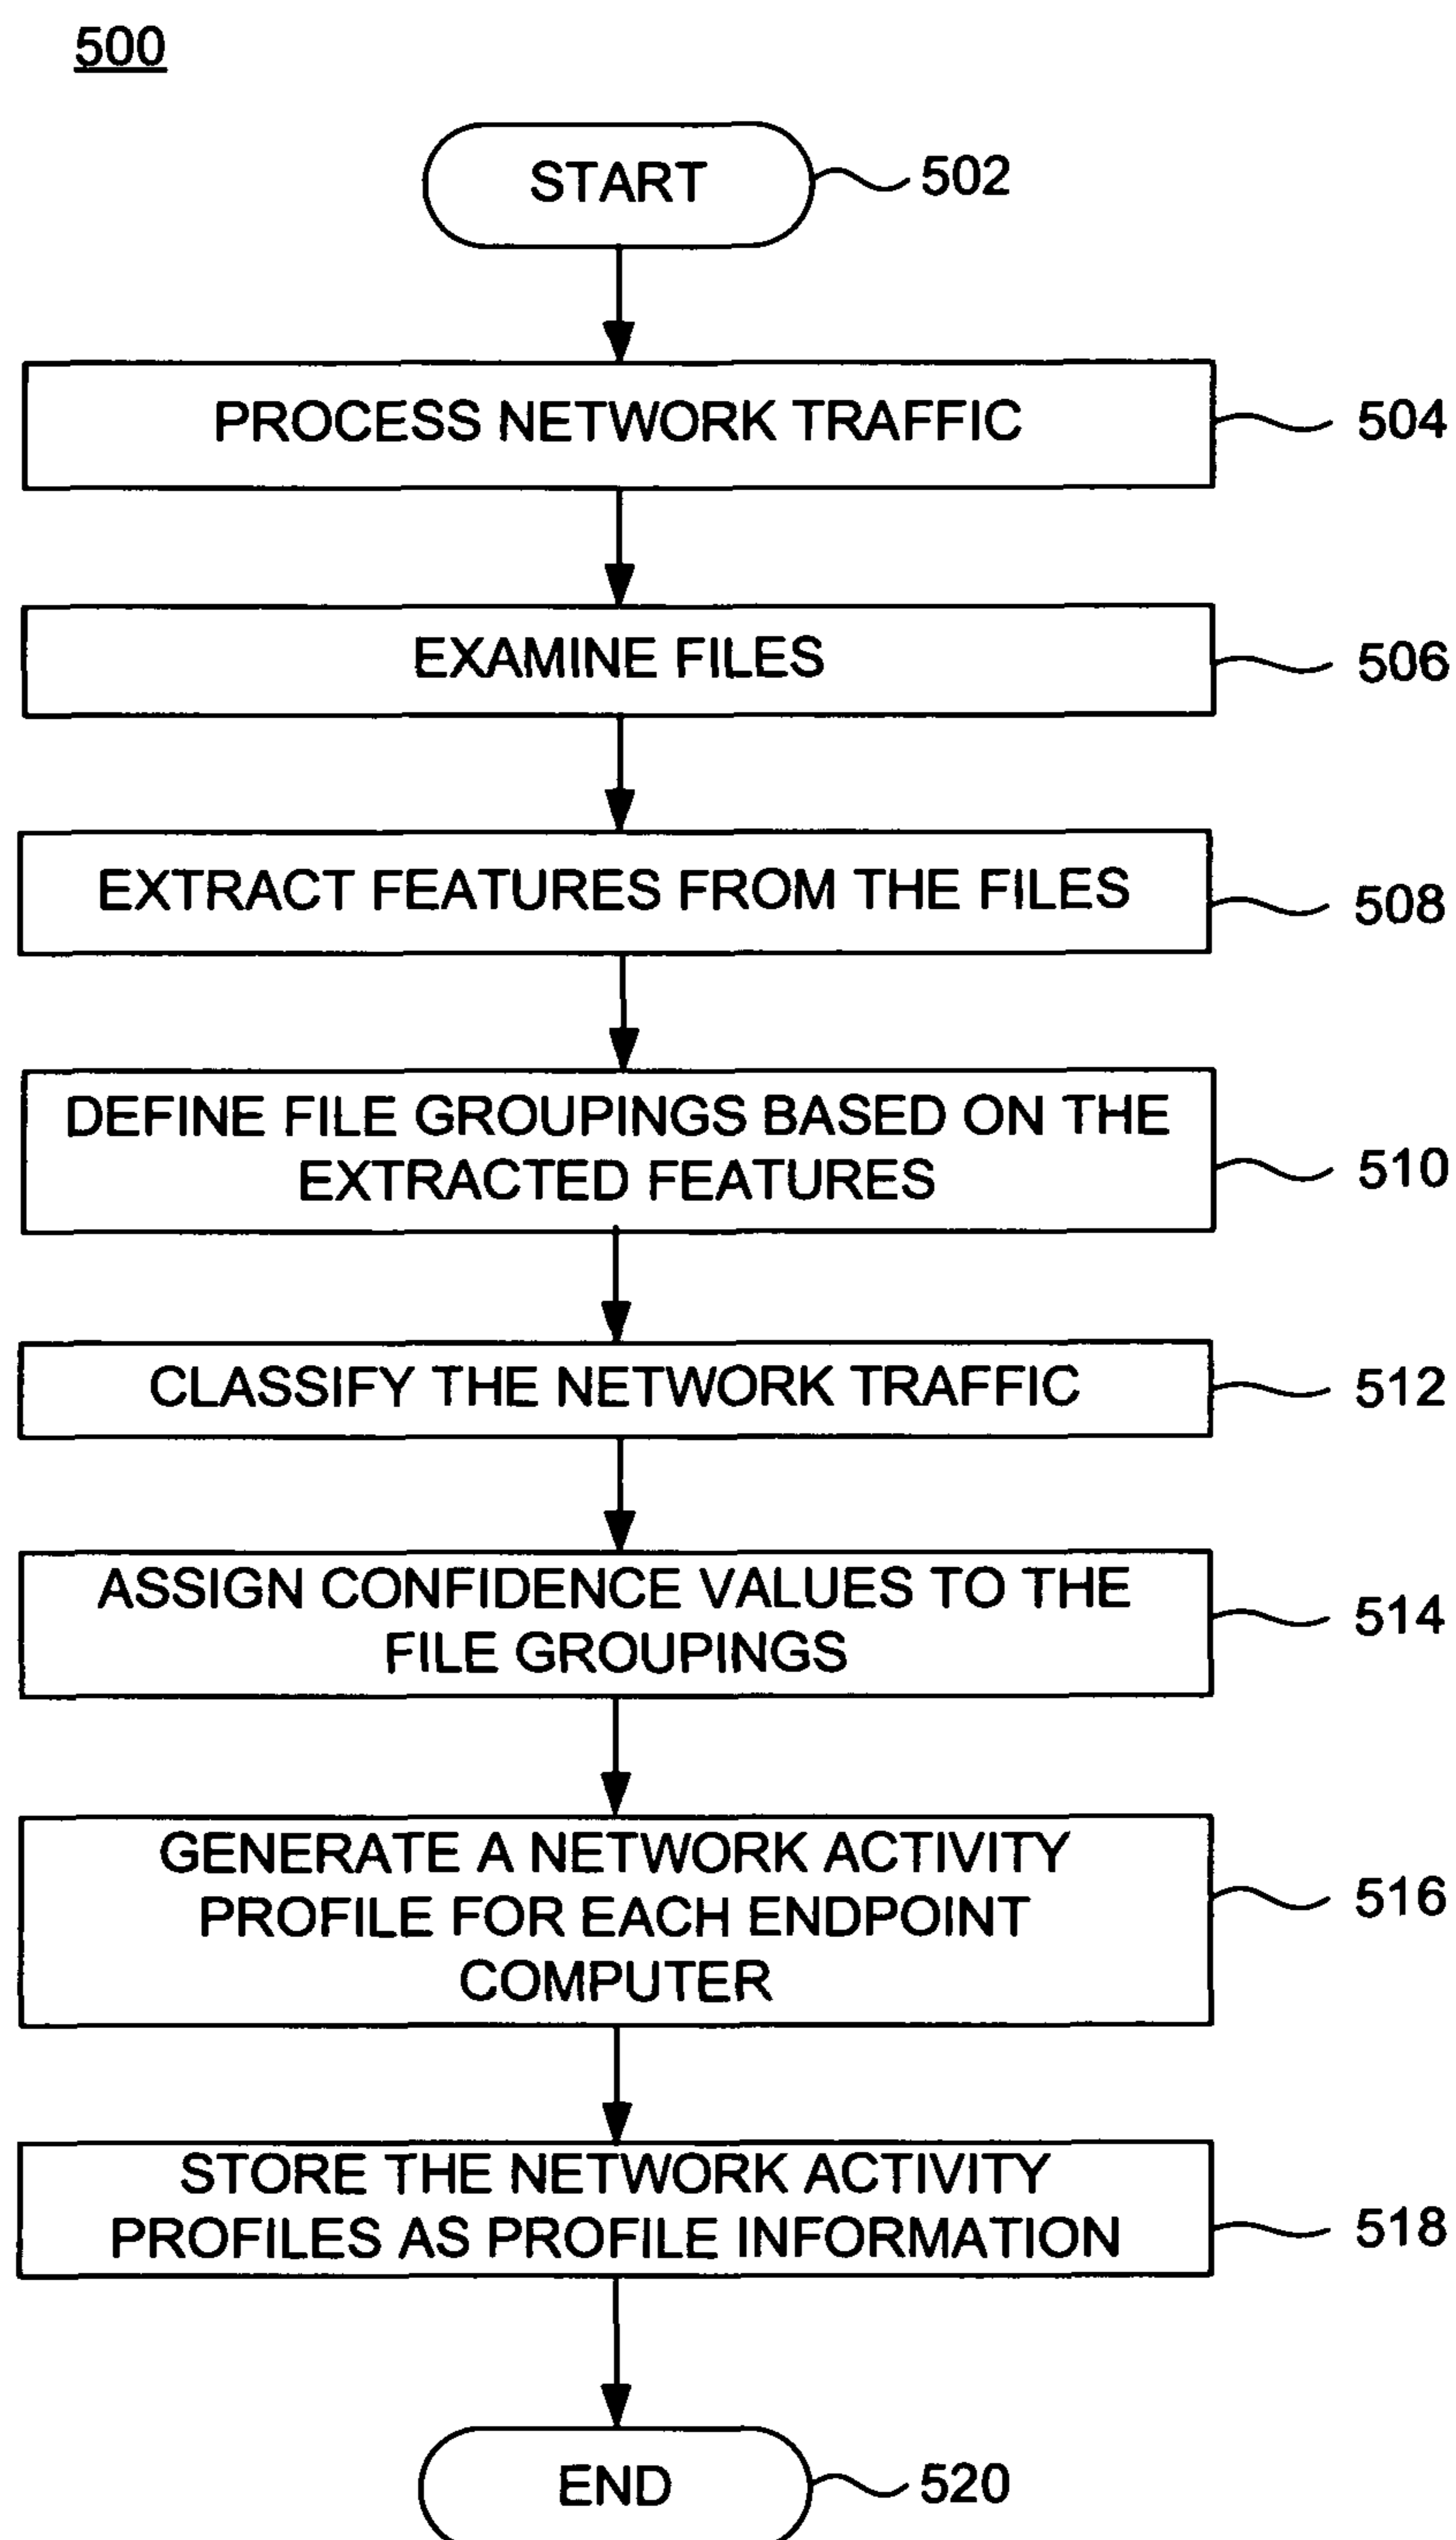 500
START
502
PROCESS NETWORK TRAFFIC
504
EXAMINE FILES
506
EXTRACT FEATURES FROM THE FILES
508
DEFINE FILE GROUPINGS BASED ON THE
EXTRACTED FEATURES
510
CLASSIFY THE NETWORK TRAFFIC
512
ASSIGN CONFIDENCE VALUES TO THE
FILE GROUPINGS
514
GENERATE A NETWORK ACTIVITY
PROFILE FOR EACH ENDPOINT
COMPUTER
516
STORE THE NETWORK ACTIVITY
PROFILES AS PROFILE INFORMATION
518
END
520